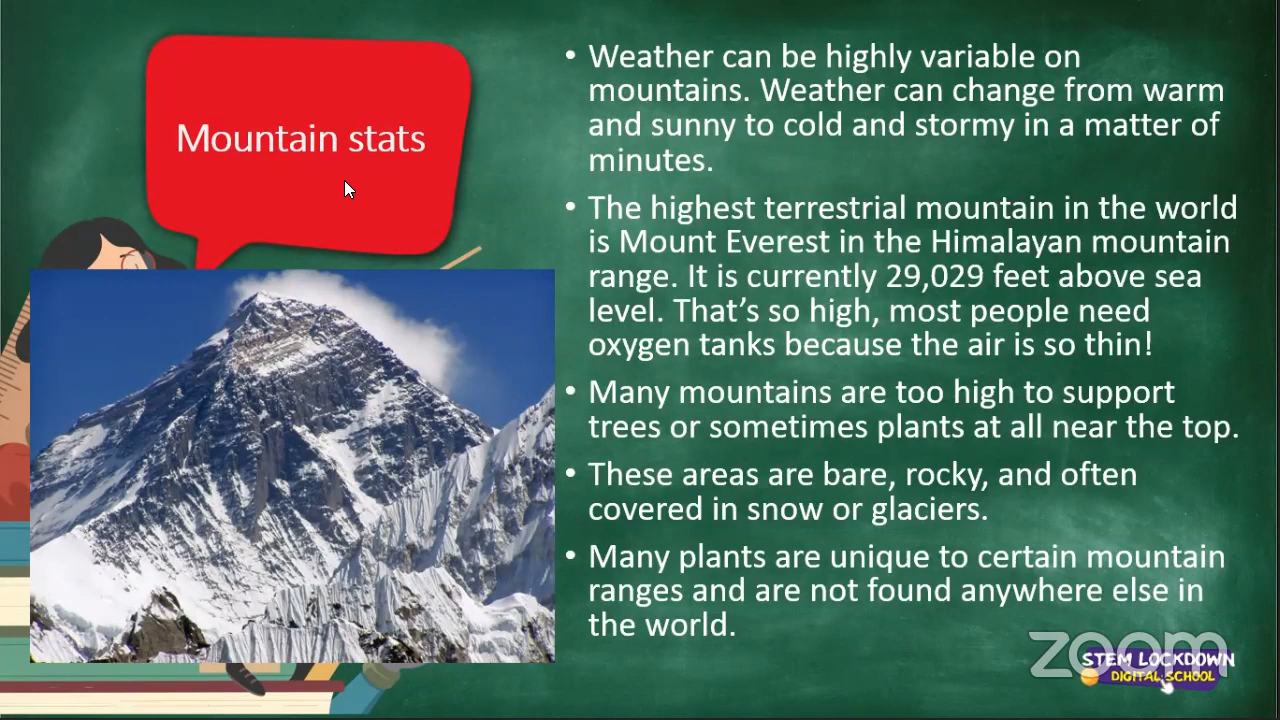 Mountain stats
• Weather can be highly variable on
mountains. Weather can change from warm
and sunny to cold and stormy in a matter of
minutes.
• The highest terrestrial mountain in the world
is Mount Everest in the Himalayan mountain
range. It is currently 29,029 feet above sea
level. That’s so high, most people need
oxygen tanks because the air is so thin!
• Many mountains are too high to support
trees or sometimes plants at all near the top.
• These areas are bare, rocky, and often
covered in snow or glaciers.
• Many plants are unique to certain mountain
ranges and are not found anywhere else in
the world.
zoom
STEM LOCKDOWN
DIGITAL SCHOOL